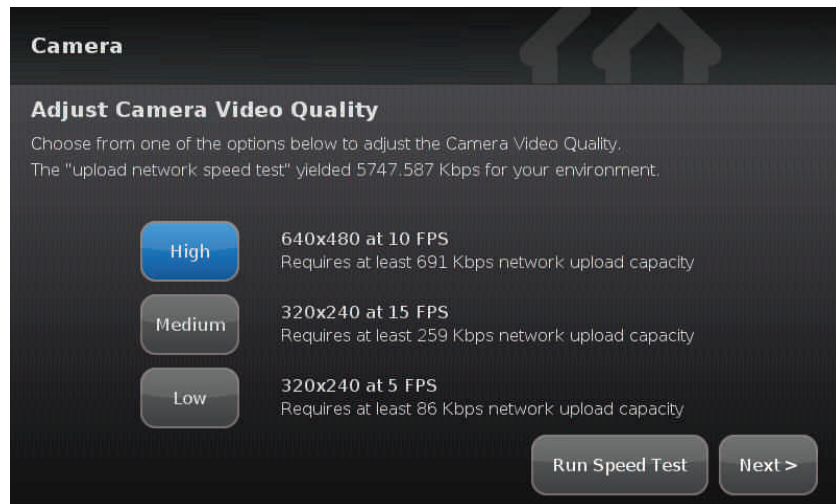 Camera
Adjust Camera Video Quality
Choose from one of the options below to adjust the Camera Video Quality.
The "upload network speed test" yielded 5747.587 Kbps for your environment.
High
640x480 at 10 FPS
Requires at least 691 Kbps network upload capacity
Medium
320x240 at 15 FPS
Requires at least 259 Kbps network upload capacity
Low
320x240 at 5 FPS
Requires at least 86 Kbps network upload capacity
Run Speed Test
Next >